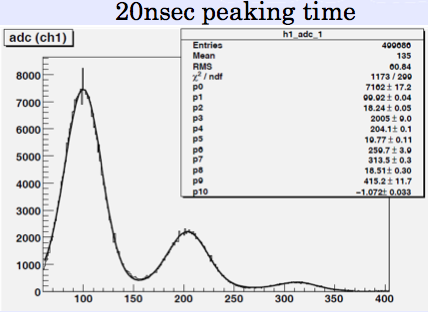 20nsec peaking time
adc (ch1)
h1_adc_1
Entries 499686
Mean 135
RMS 60.84
χ² / ndf 1173 / 299
p0 7162 ± 17.2
p1 99.92 ± 0.04
p2 18.24 ± 0.05
p3 2005 ± 9.0
p4 204.1 ± 0.1
p5 19.77 ± 0.11
p6 259.7 ± 3.9
p7 313.5 ± 0.3
p8 18.51 ± 0.30
p9 415.2 ± 11.7
p10 -1.072 ± 0.033
8000
7000
6000
5000
4000
3000
2000
1000
0
100 150 200 250 300 350 400